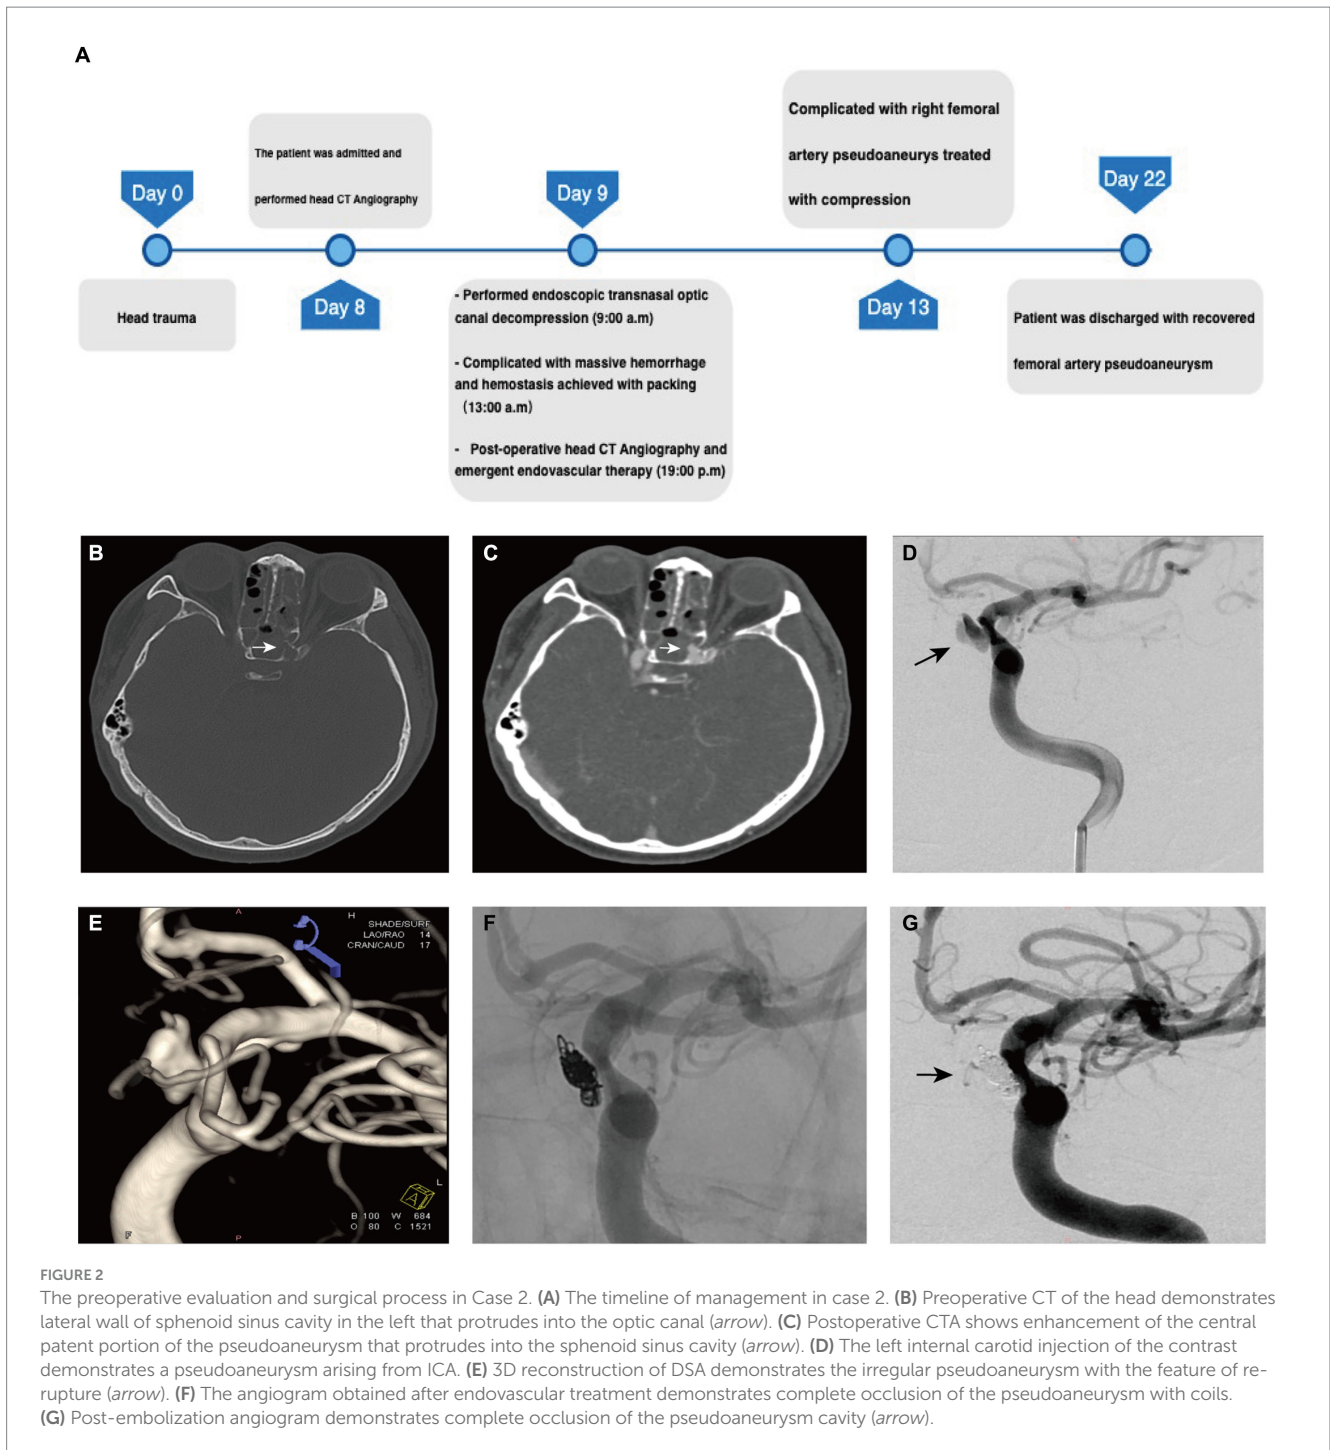 A
Day 0
The patient was admitted and
performed head CT Angiography
Day 9
Complicated with right femoral
artery pseudoaneurys treated
with compression
Day 22
Head trauma
Day 8
- Performed endoscopic transnasal optic
canal decompression (9:00 a.m)
- Complicated with massive hemorrhage
and hemostasis achieved with packing
(13:00 a.m)
- Post-operative head CT Angiography and
emergent endovascular therapy (19:00 p.m)
Day 13
Patient was discharged with recovered
femoral artery pseudoaneurysm
B
C
D
E
A
H
SHADE/SURF
LAO/RAO 14
CRAN/CAUD 17
L
A
B 100 W 684
O 80 C 1521
F
P
F
G
FIGURE 2
The preoperative evaluation and surgical process in Case 2. (A) The timeline of management in case 2. (B) Preoperative CT of the head demonstrates
lateral wall of sphenoid sinus cavity in the left that protrudes into the optic canal (arrow). (C) Postoperative CTA shows enhancement of the central
patent portion of the pseudoaneurysm that protrudes into the sphenoid sinus cavity (arrow). (D) The left internal carotid injection of the contrast
demonstrates a pseudoaneurysm arising from ICA. (E) 3D reconstruction of DSA demonstrates the irregular pseudoaneurysm with the feature of re-
rupture (arrow). (F) The angiogram obtained after endovascular treatment demonstrates complete occlusion of the pseudoaneurysm with coils.
(G) Post-embolization angiogram demonstrates complete occlusion of the pseudoaneurysm cavity (arrow).